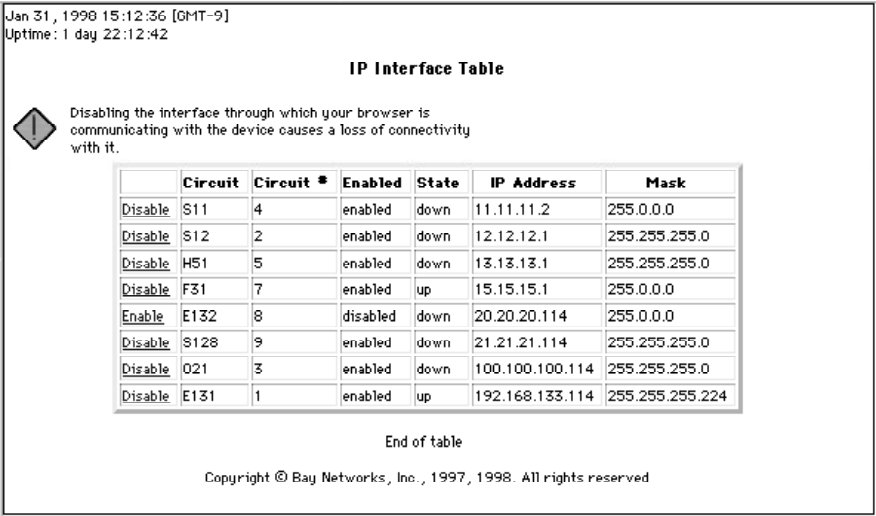 Jan 31, 1998 15:12:36 [GMT-9]
Uptime: 1 day 22:12:42
IP Interface Table
Disabling the interface through which your browser is
communicating with the device causes a loss of connectivity
with it.
Circuit Circuit # Enabled State IP Address Mask
Disable S11 4 enabled down 11.11.11.2 255.0.0.0
Disable S12 2 enabled down 12.12.12.1 255.255.255.0
Disable H51 5 enabled down 13.13.13.1 255.255.255.0
Disable F31 7 enabled up 15.15.15.1 255.0.0.0
Enable E132 8 disabled down 20.20.20.114 255.0.0.0
Disable S128 9 enabled down 21.21.21.114 255.255.255.0
Disable O21 3 enabled down 100.100.100.114 255.255.255.0
Disable E131 1 enabled up 192.168.133.114 255.255.255.224
End of table
Copyright © Bay Networks, Inc., 1997, 1998. All rights reserved